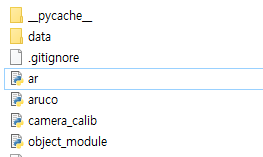 __pycache__
data
.gitignore
ar
aruco
camera_calib
object_module